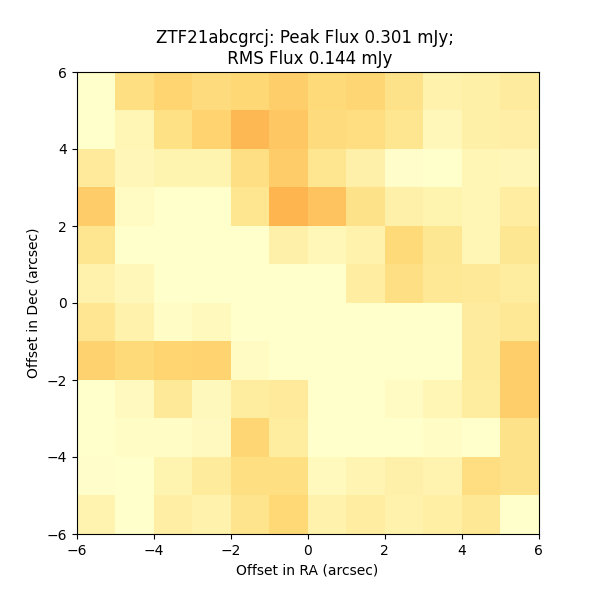 ZTF21abcgrcj: Peak Flux 0.301 mJy;
RMS Flux 0.144 mJy
6
4
2
0
−2
−4
−6
Offset in Dec (arcsec)
−6 −4 −2 0 2 4 6
Offset in RA (arcsec)